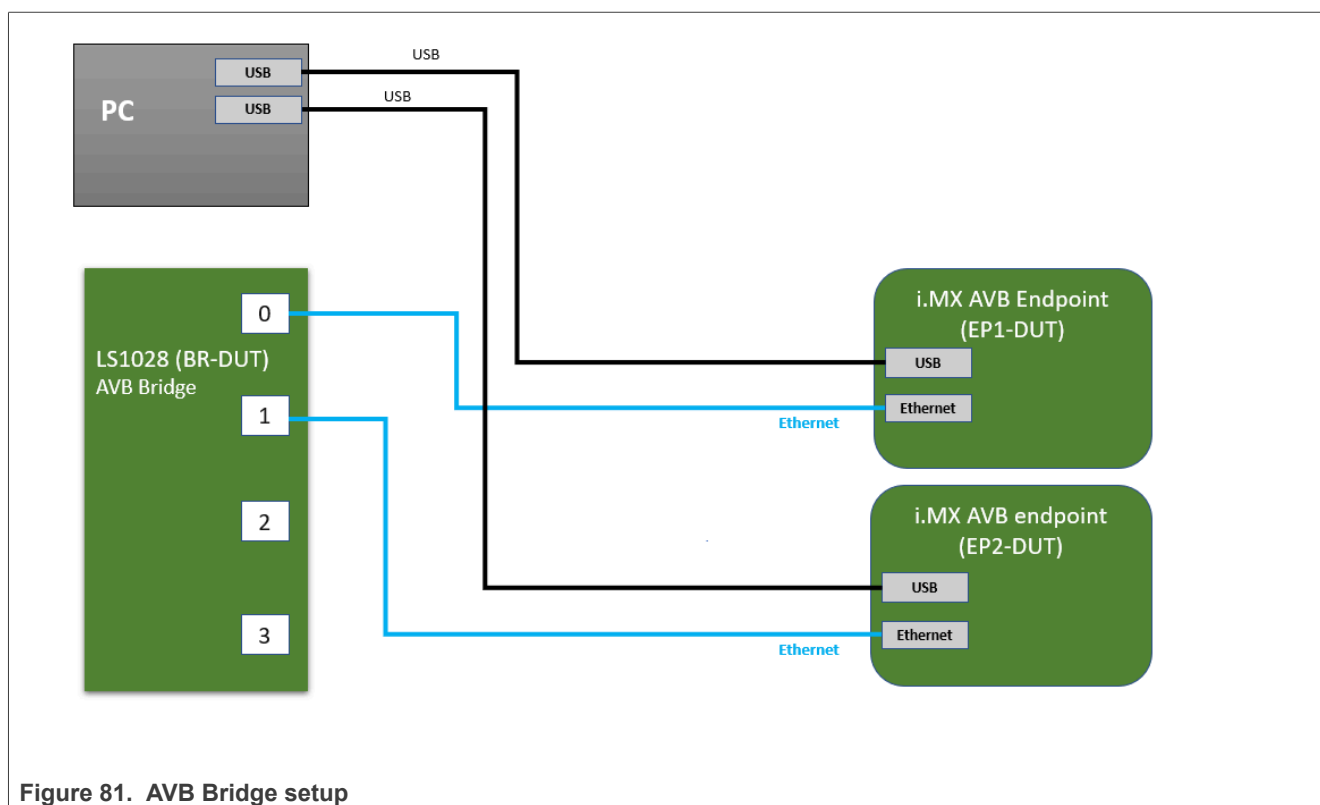 USB
USB
PC
USB
USB
LS1028 (BR-DUT)
AVB Bridge
0
1
2
3
i.MX AVB Endpoint
(EP1-DUT)
USB
Ethernet
Ethernet
i.MX AVB endpoint
(EP2-DUT)
USB
Ethernet
Ethernet
Figure 81. AVB Bridge setup